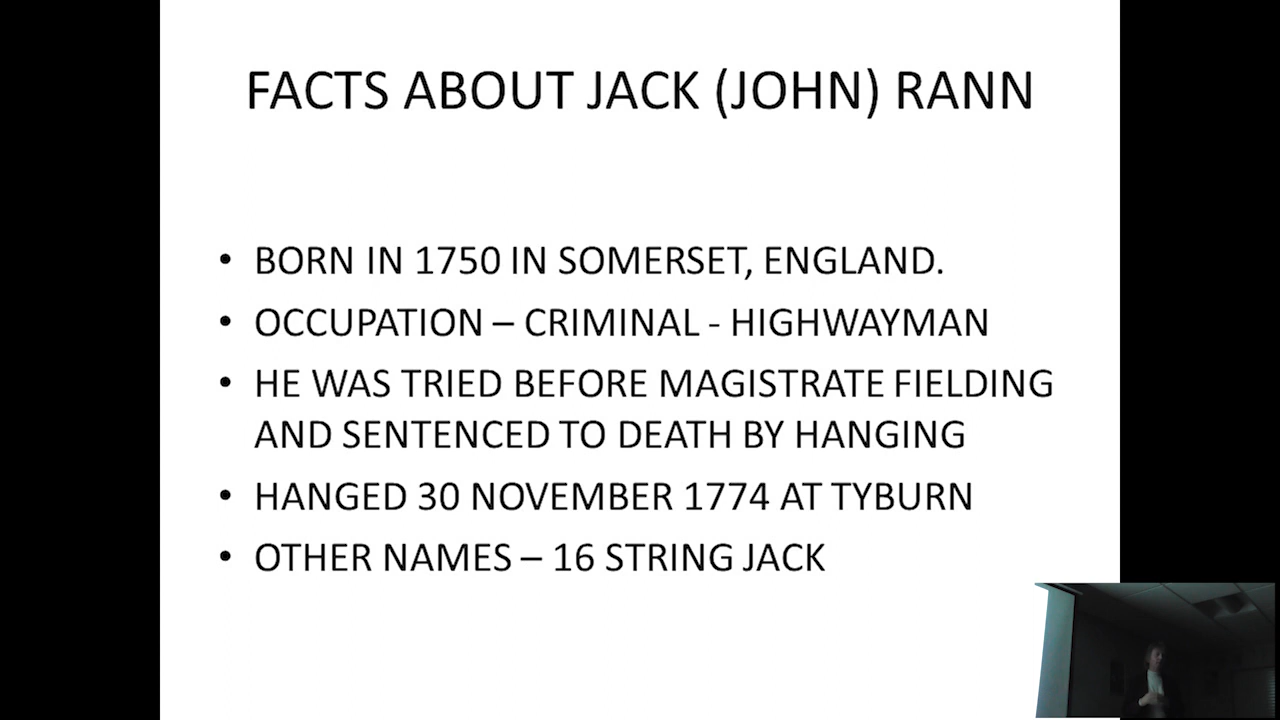 FACTS ABOUT JACK (JOHN) RANN
• BORN IN 1750 IN SOMERSET, ENGLAND.
• OCCUPATION – CRIMINAL - HIGHWAYMAN
• HE WAS TRIED BEFORE MAGISTRATE FIELDING
AND SENTENCED TO DEATH BY HANGING
• HANGED 30 NOVEMBER 1774 AT TYBURN
• OTHER NAMES – 16 STRING JACK